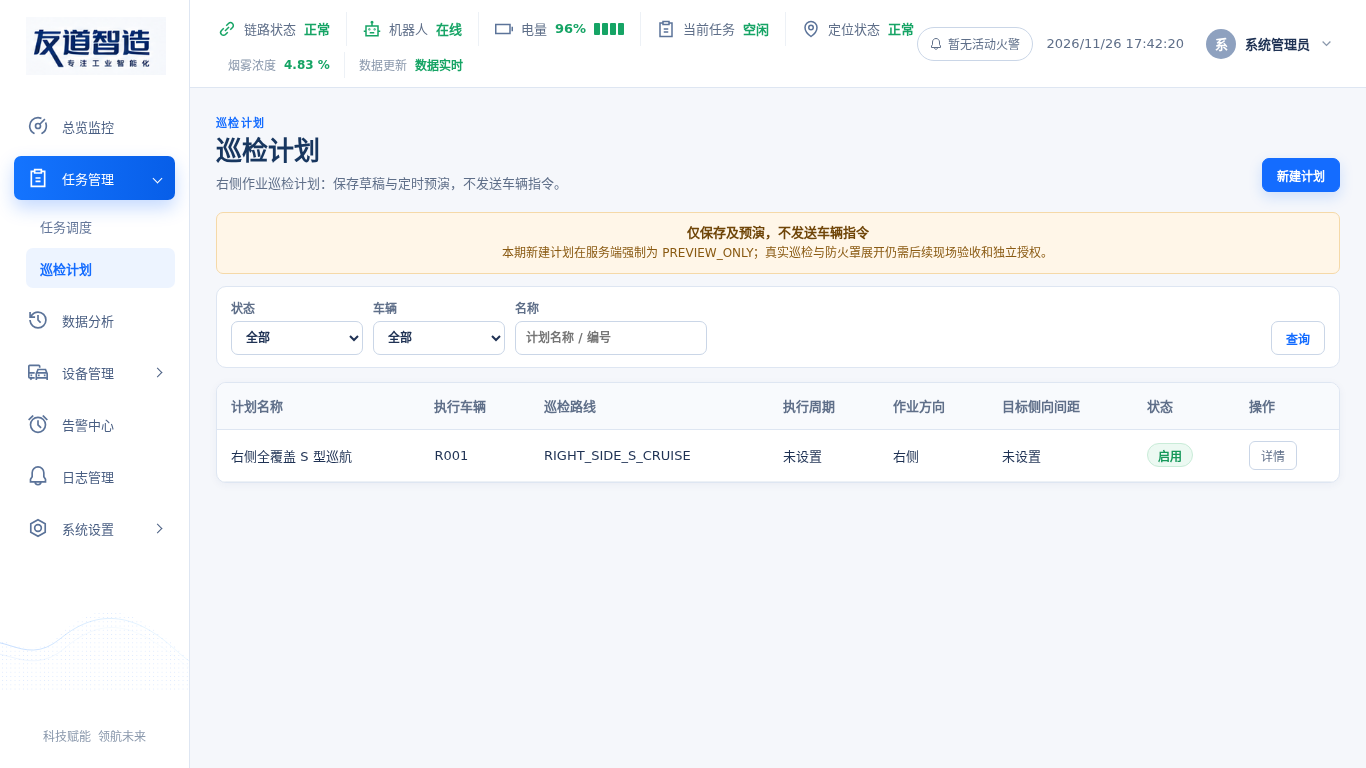 友道智造
专注工业智能化
链路状态 正常
机器人 在线
电量 96%
当前任务 空闲
定位状态 正常
烟雾浓度 4.83 %
数据更新 数据实时
暂无活动火警
2026/11/26 17:42:20
系 系统管理员
总览监控
任务管理
任务调度
巡检计划
数据分析
设备管理
告警中心
日志管理
系统设置
科技赋能 领航未来
巡检计划
巡检计划
右侧作业巡检计划：保存草稿与定时预演，不发送车辆指令。
新建计划
仅保存及预演，不发送车辆指令
本期新建计划在服务端强制为 PREVIEW_ONLY；真实巡检与防火罩展开仍需后续现场验收和独立授权。
状态 车辆 名称
全部 全部 计划名称 / 编号 查询
计划名称 执行车辆 巡检路线 执行周期 作业方向 目标侧向间距 状态 操作
右侧全覆盖 S 型巡航 R001 RIGHT_SIDE_S_CRUISE 未设置 右侧 未设置 启用 详情